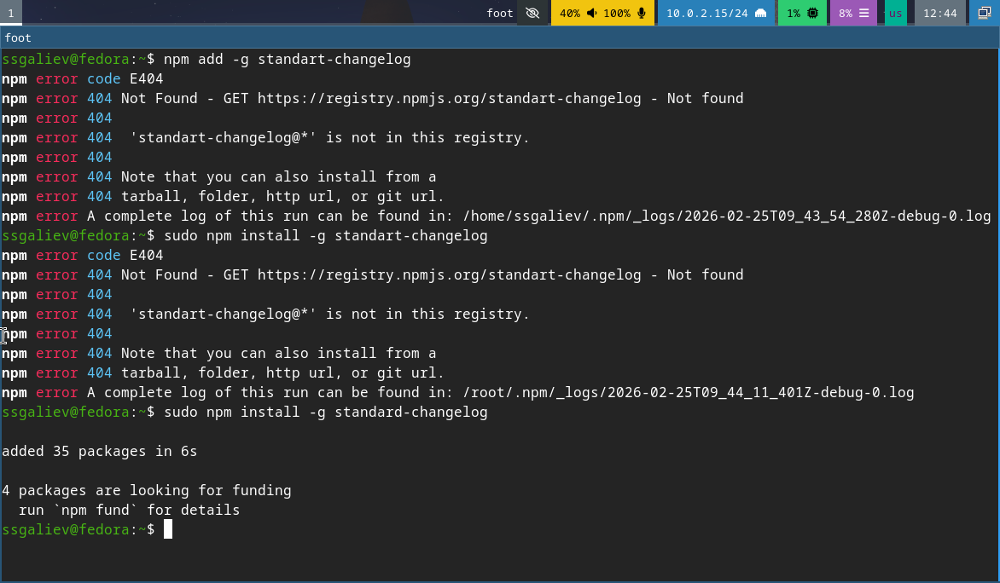 1 foot 40% 100% 10.0.2.15/24 1% 8% us 12:44
foot
ssgaliev@fedora:~$ npm add -g standart-changelog
npm error code E404
npm error 404 Not Found - GET https://registry.npmjs.org/standart-changelog - Not found
npm error 404
npm error 404  'standart-changelog@*' is not in this registry.
npm error 404
npm error 404 Note that you can also install from a
npm error 404 tarball, folder, http url, or git url.
npm error A complete log of this run can be found in: /home/ssgaliev/.npm/_logs/2026-02-25T09_43_54_280Z-debug-0.log
ssgaliev@fedora:~$ sudo npm install -g standart-changelog
npm error code E404
npm error 404 Not Found - GET https://registry.npmjs.org/standart-changelog - Not found
npm error 404
npm error 404  'standart-changelog@*' is not in this registry.
npm error 404
npm error 404 Note that you can also install from a
npm error 404 tarball, folder, http url, or git url.
npm error A complete log of this run can be found in: /root/.npm/_logs/2026-02-25T09_44_11_401Z-debug-0.log
ssgaliev@fedora:~$ sudo npm install -g standard-changelog
added 35 packages in 6s
4 packages are looking for funding
  run `npm fund` for details
ssgaliev@fedora:~$